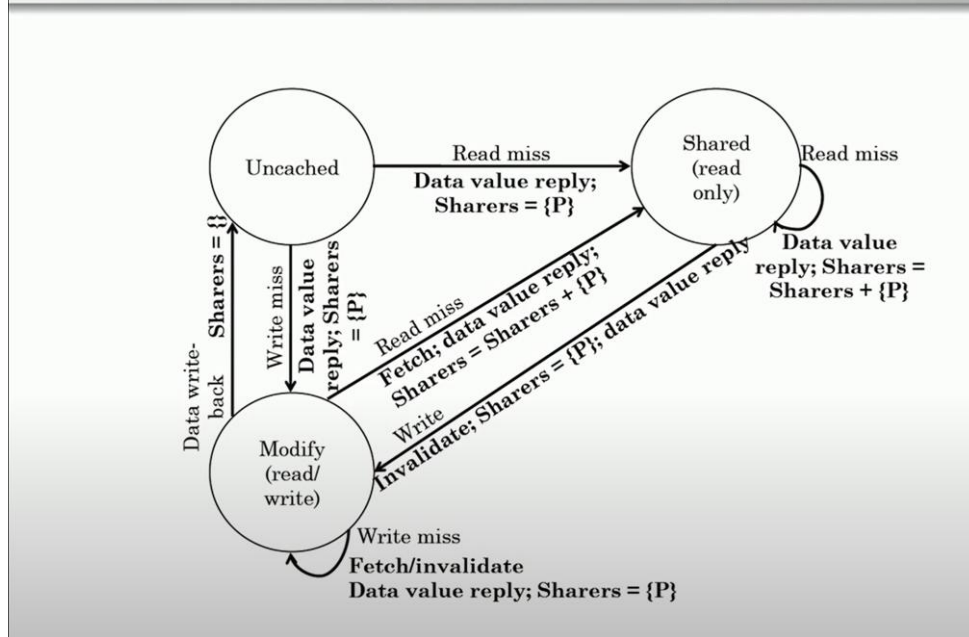 Uncached
Shared
(read
only)
Read miss
Data value reply;
Sharers = {P}
Read miss
Data value
reply; Sharers =
Sharers + {P}
Data write-
back
Sharers = {}
Write miss
Data value
reply; Sharers
= {P}
Read miss
Fetch; data value reply;
Sharers = Sharers + {P}
Write
Invalidate; Sharers = {P}; data value reply
Modify
(read/
write)
Write miss
Fetch/invalidate
Data value reply; Sharers = {P}